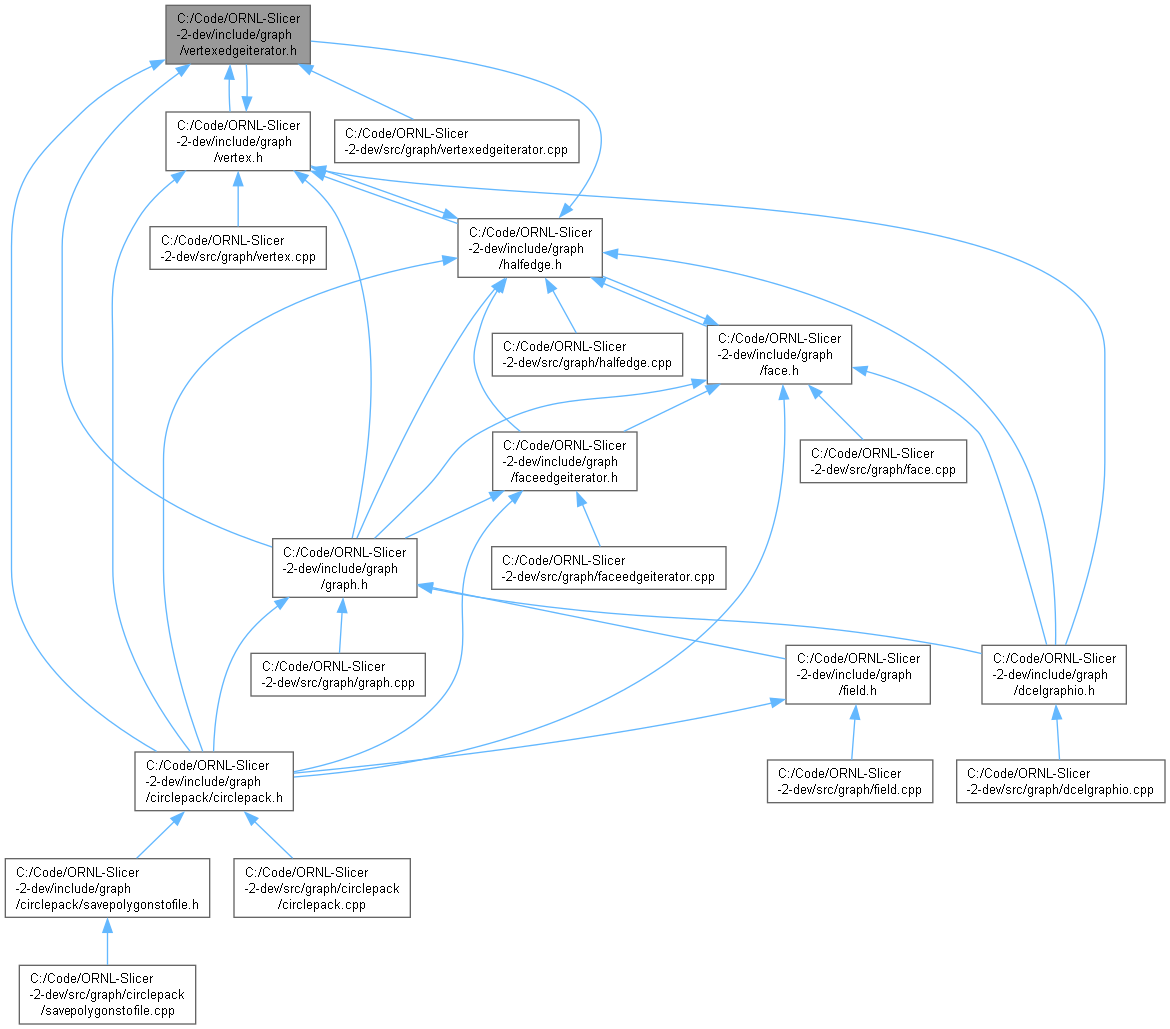 C:/Code/ORNL-Slicer
-2-dev/include/graph
/vertexedgeiterator.h
C:/Code/ORNL-Slicer
-2-dev/include/graph
/vertex.h
C:/Code/ORNL-Slicer
-2-dev/src/graph/vertexedgeiterator.cpp
C:/Code/ORNL-Slicer
-2-dev/src/graph/vertex.cpp
C:/Code/ORNL-Slicer
-2-dev/include/graph
/halfedge.h
C:/Code/ORNL-Slicer
-2-dev/src/graph/halfedge.cpp
C:/Code/ORNL-Slicer
-2-dev/include/graph
/face.h
C:/Code/ORNL-Slicer
-2-dev/include/graph
/faceedgeiterator.h
C:/Code/ORNL-Slicer
-2-dev/src/graph/face.cpp
C:/Code/ORNL-Slicer
-2-dev/include/graph
/graph.h
C:/Code/ORNL-Slicer
-2-dev/src/graph/faceedgeiterator.cpp
C:/Code/ORNL-Slicer
-2-dev/src/graph/graph.cpp
C:/Code/ORNL-Slicer
-2-dev/include/graph
/field.h
C:/Code/ORNL-Slicer
-2-dev/include/graph
/dcelgraphio.h
C:/Code/ORNL-Slicer
-2-dev/include/graph
/circlepack/circlepack.h
C:/Code/ORNL-Slicer
-2-dev/src/graph/field.cpp
C:/Code/ORNL-Slicer
-2-dev/src/graph/dcelgraphio.cpp
C:/Code/ORNL-Slicer
-2-dev/include/graph
/circlepack/savepolygonstofile.h
C:/Code/ORNL-Slicer
-2-dev/src/graph/circlepack
/circlepack.cpp
C:/Code/ORNL-Slicer
-2-dev/src/graph/circlepack
/savepolygonstofile.cpp